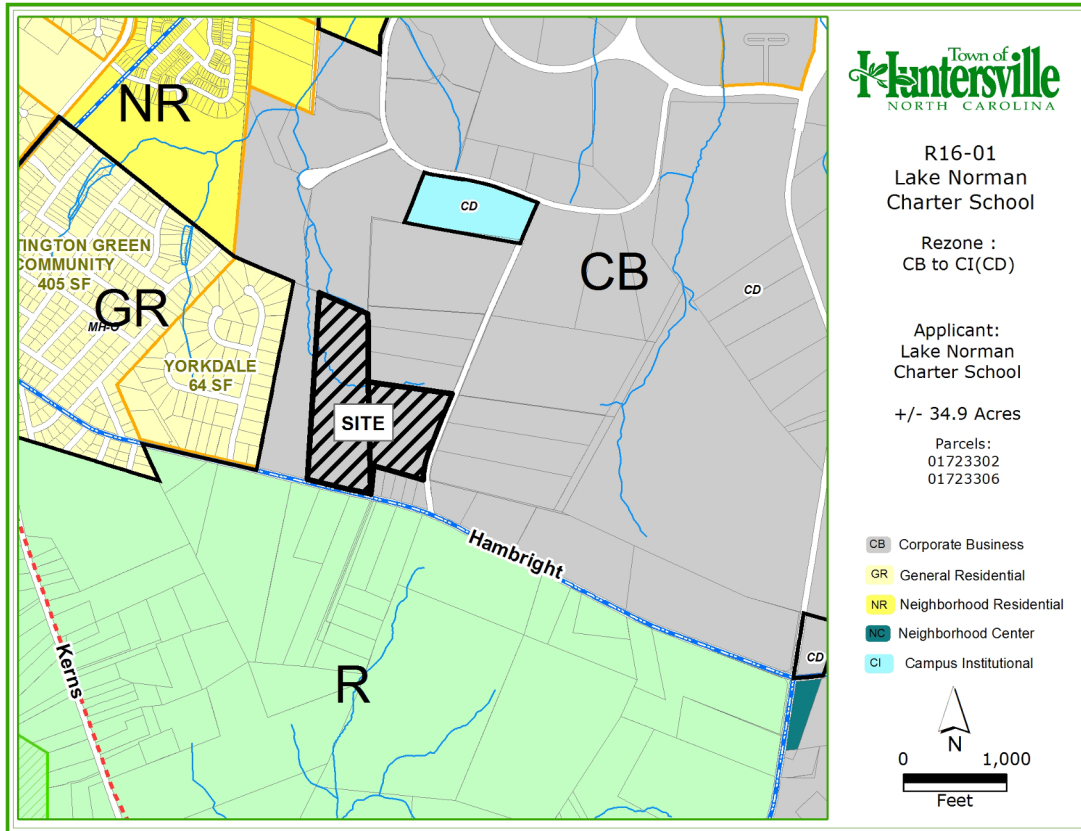 NR
TINGTON GREEN
COMMUNITY
405 SF
GR
MH-O
YORKDALE
64 SF
CD
CB
CD
SITE
Hambright
Kerns
R
CD
Town of
Huntersville
NORTH CAROLINA
R16-01
Lake Norman
Charter School
Rezone :
CB to CI(CD)
Applicant:
Lake Norman
Charter School
+/- 34.9 Acres
Parcels:
01723302
01723306
CB Corporate Business
GR General Residential
NR Neighborhood Residential
NC Neighborhood Center
CI Campus Institutional
N
0 1,000
Feet